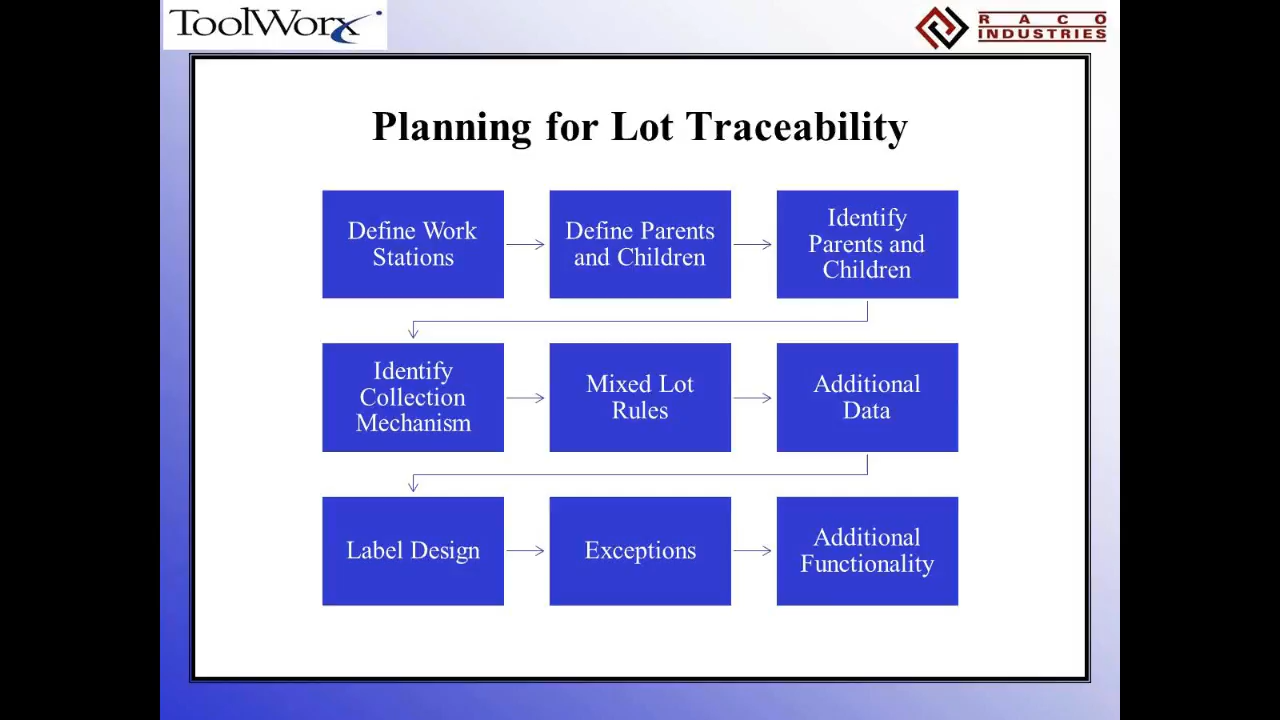 ToolWorx
RACO
INDUSTRIES
Planning for Lot Traceability
Define Work
Stations
Define Parents
and Children
Identify
Parents and
Children
Identify
Collection
Mechanism
Mixed Lot
Rules
Additional
Data
Label Design
Exceptions
Additional
Functionality